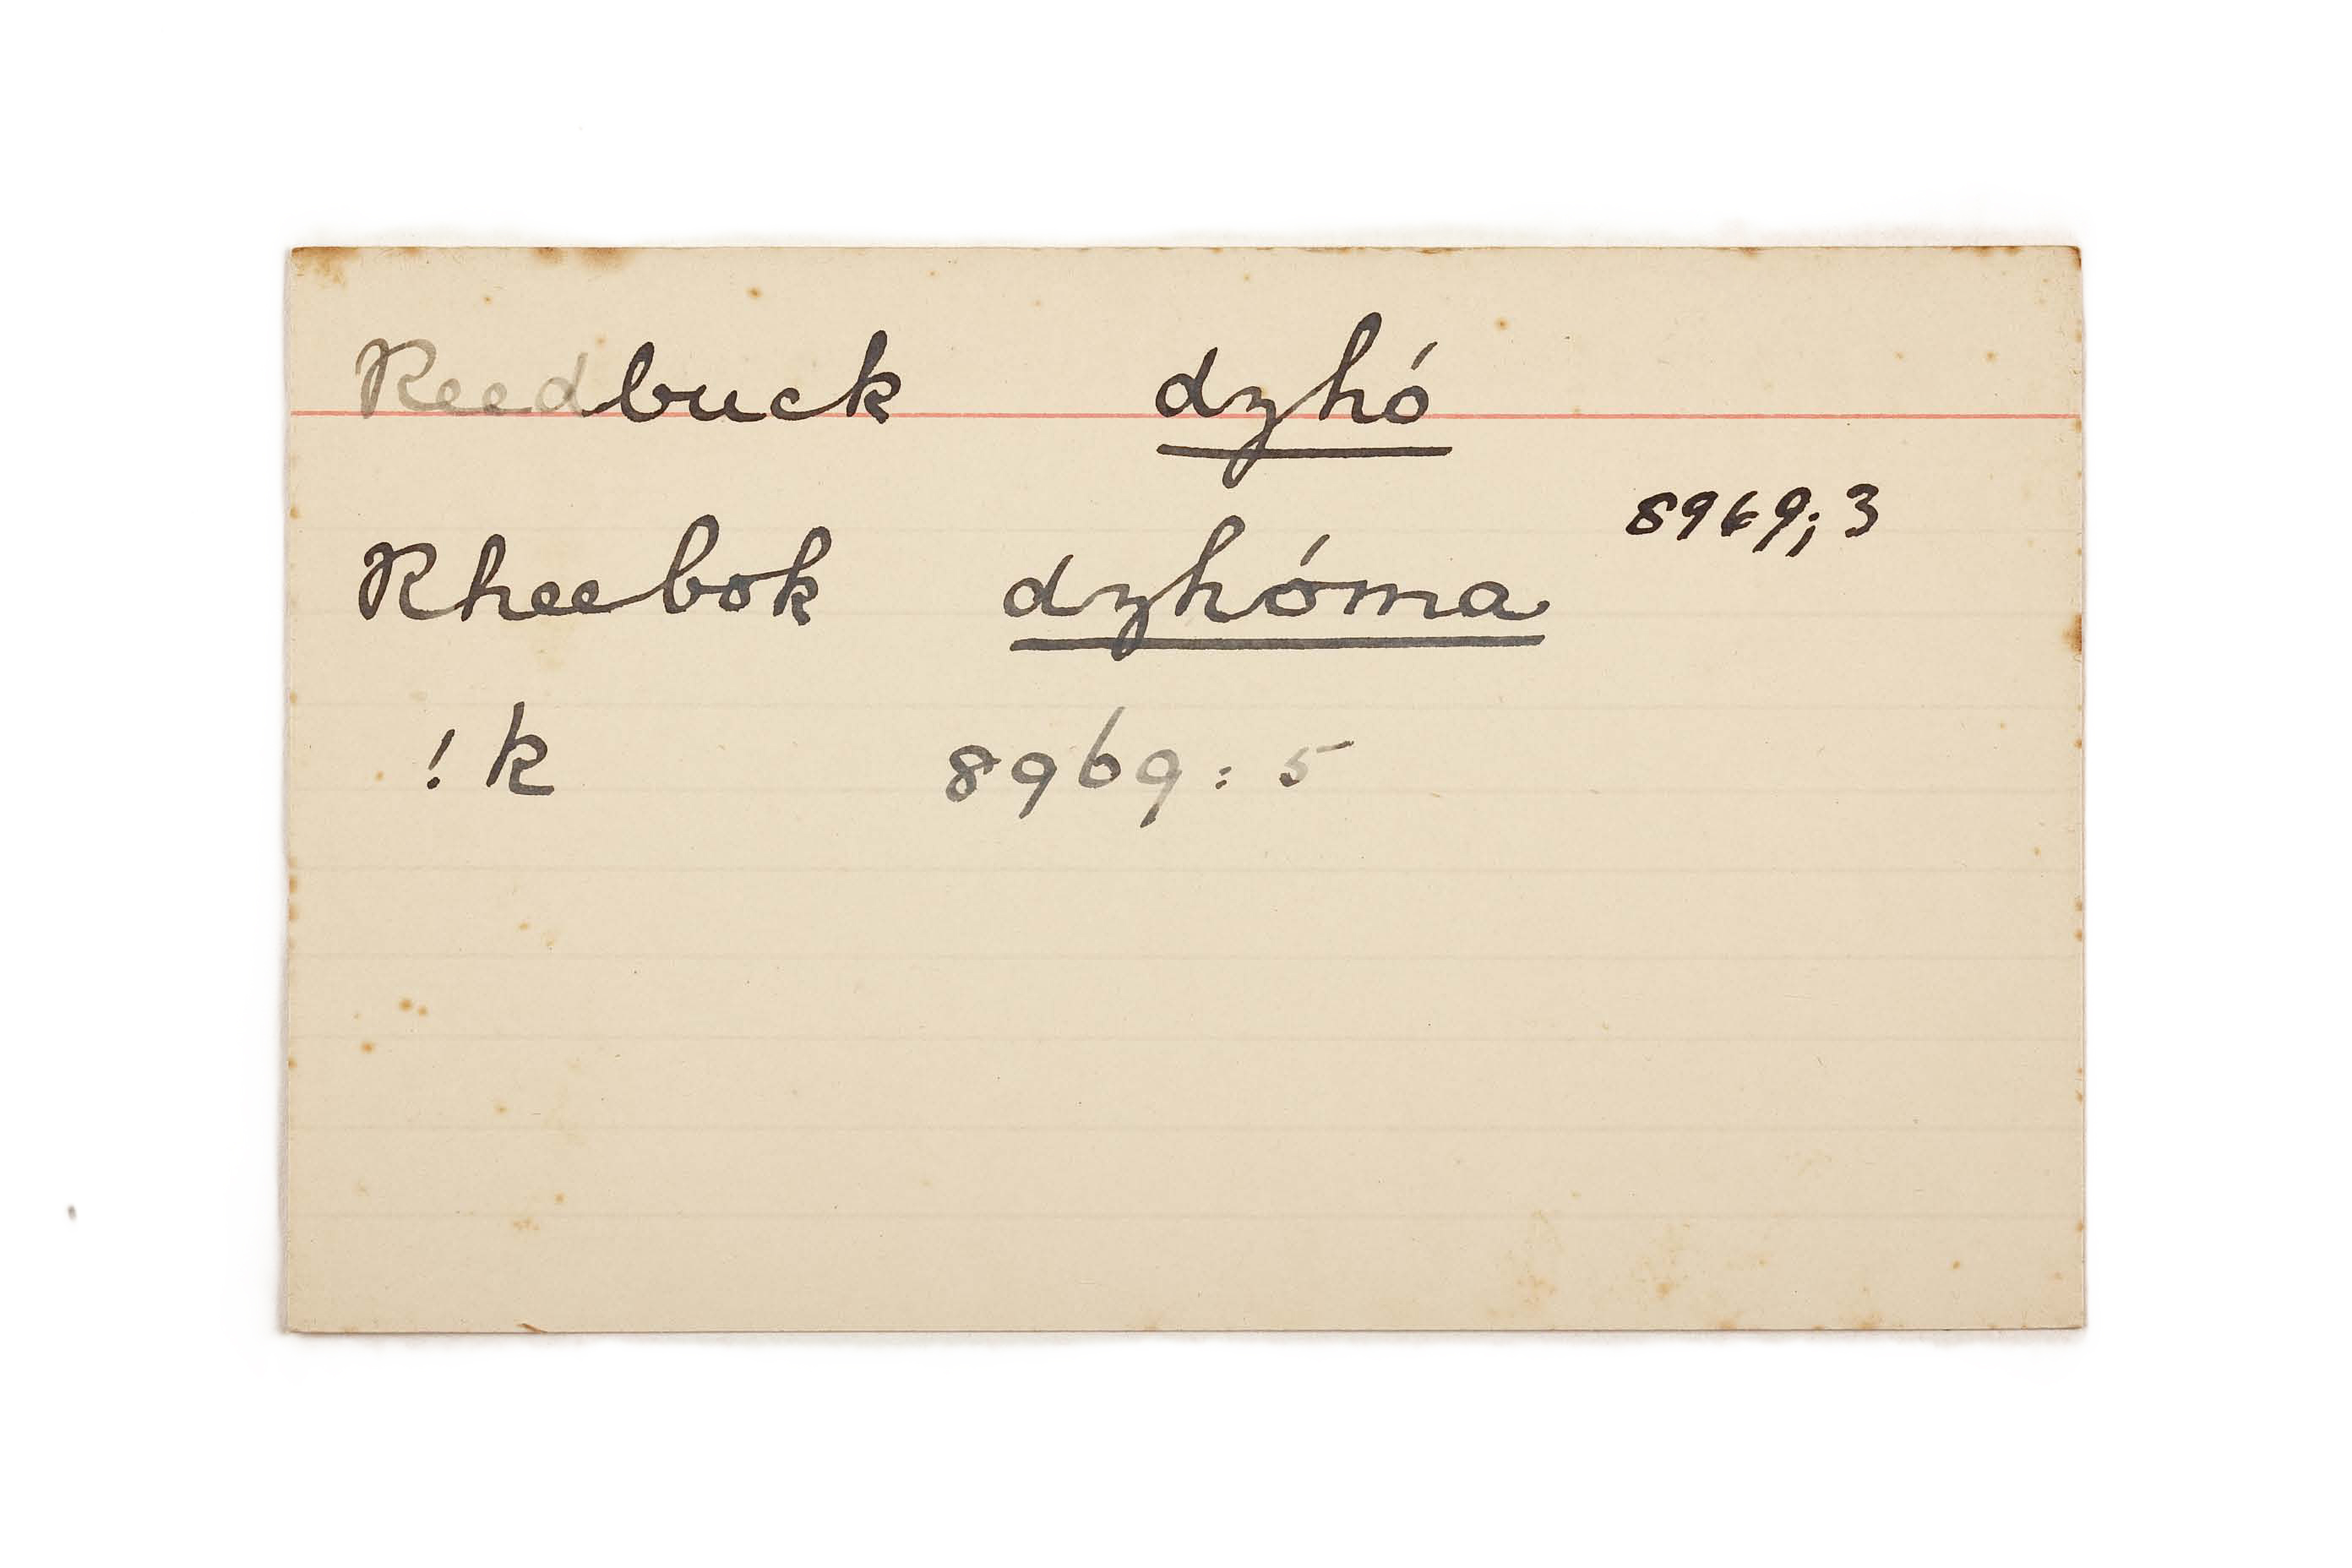 Reedbuck dzhó
8969; 3
Rheebok dzhóma
! k 8969: 5